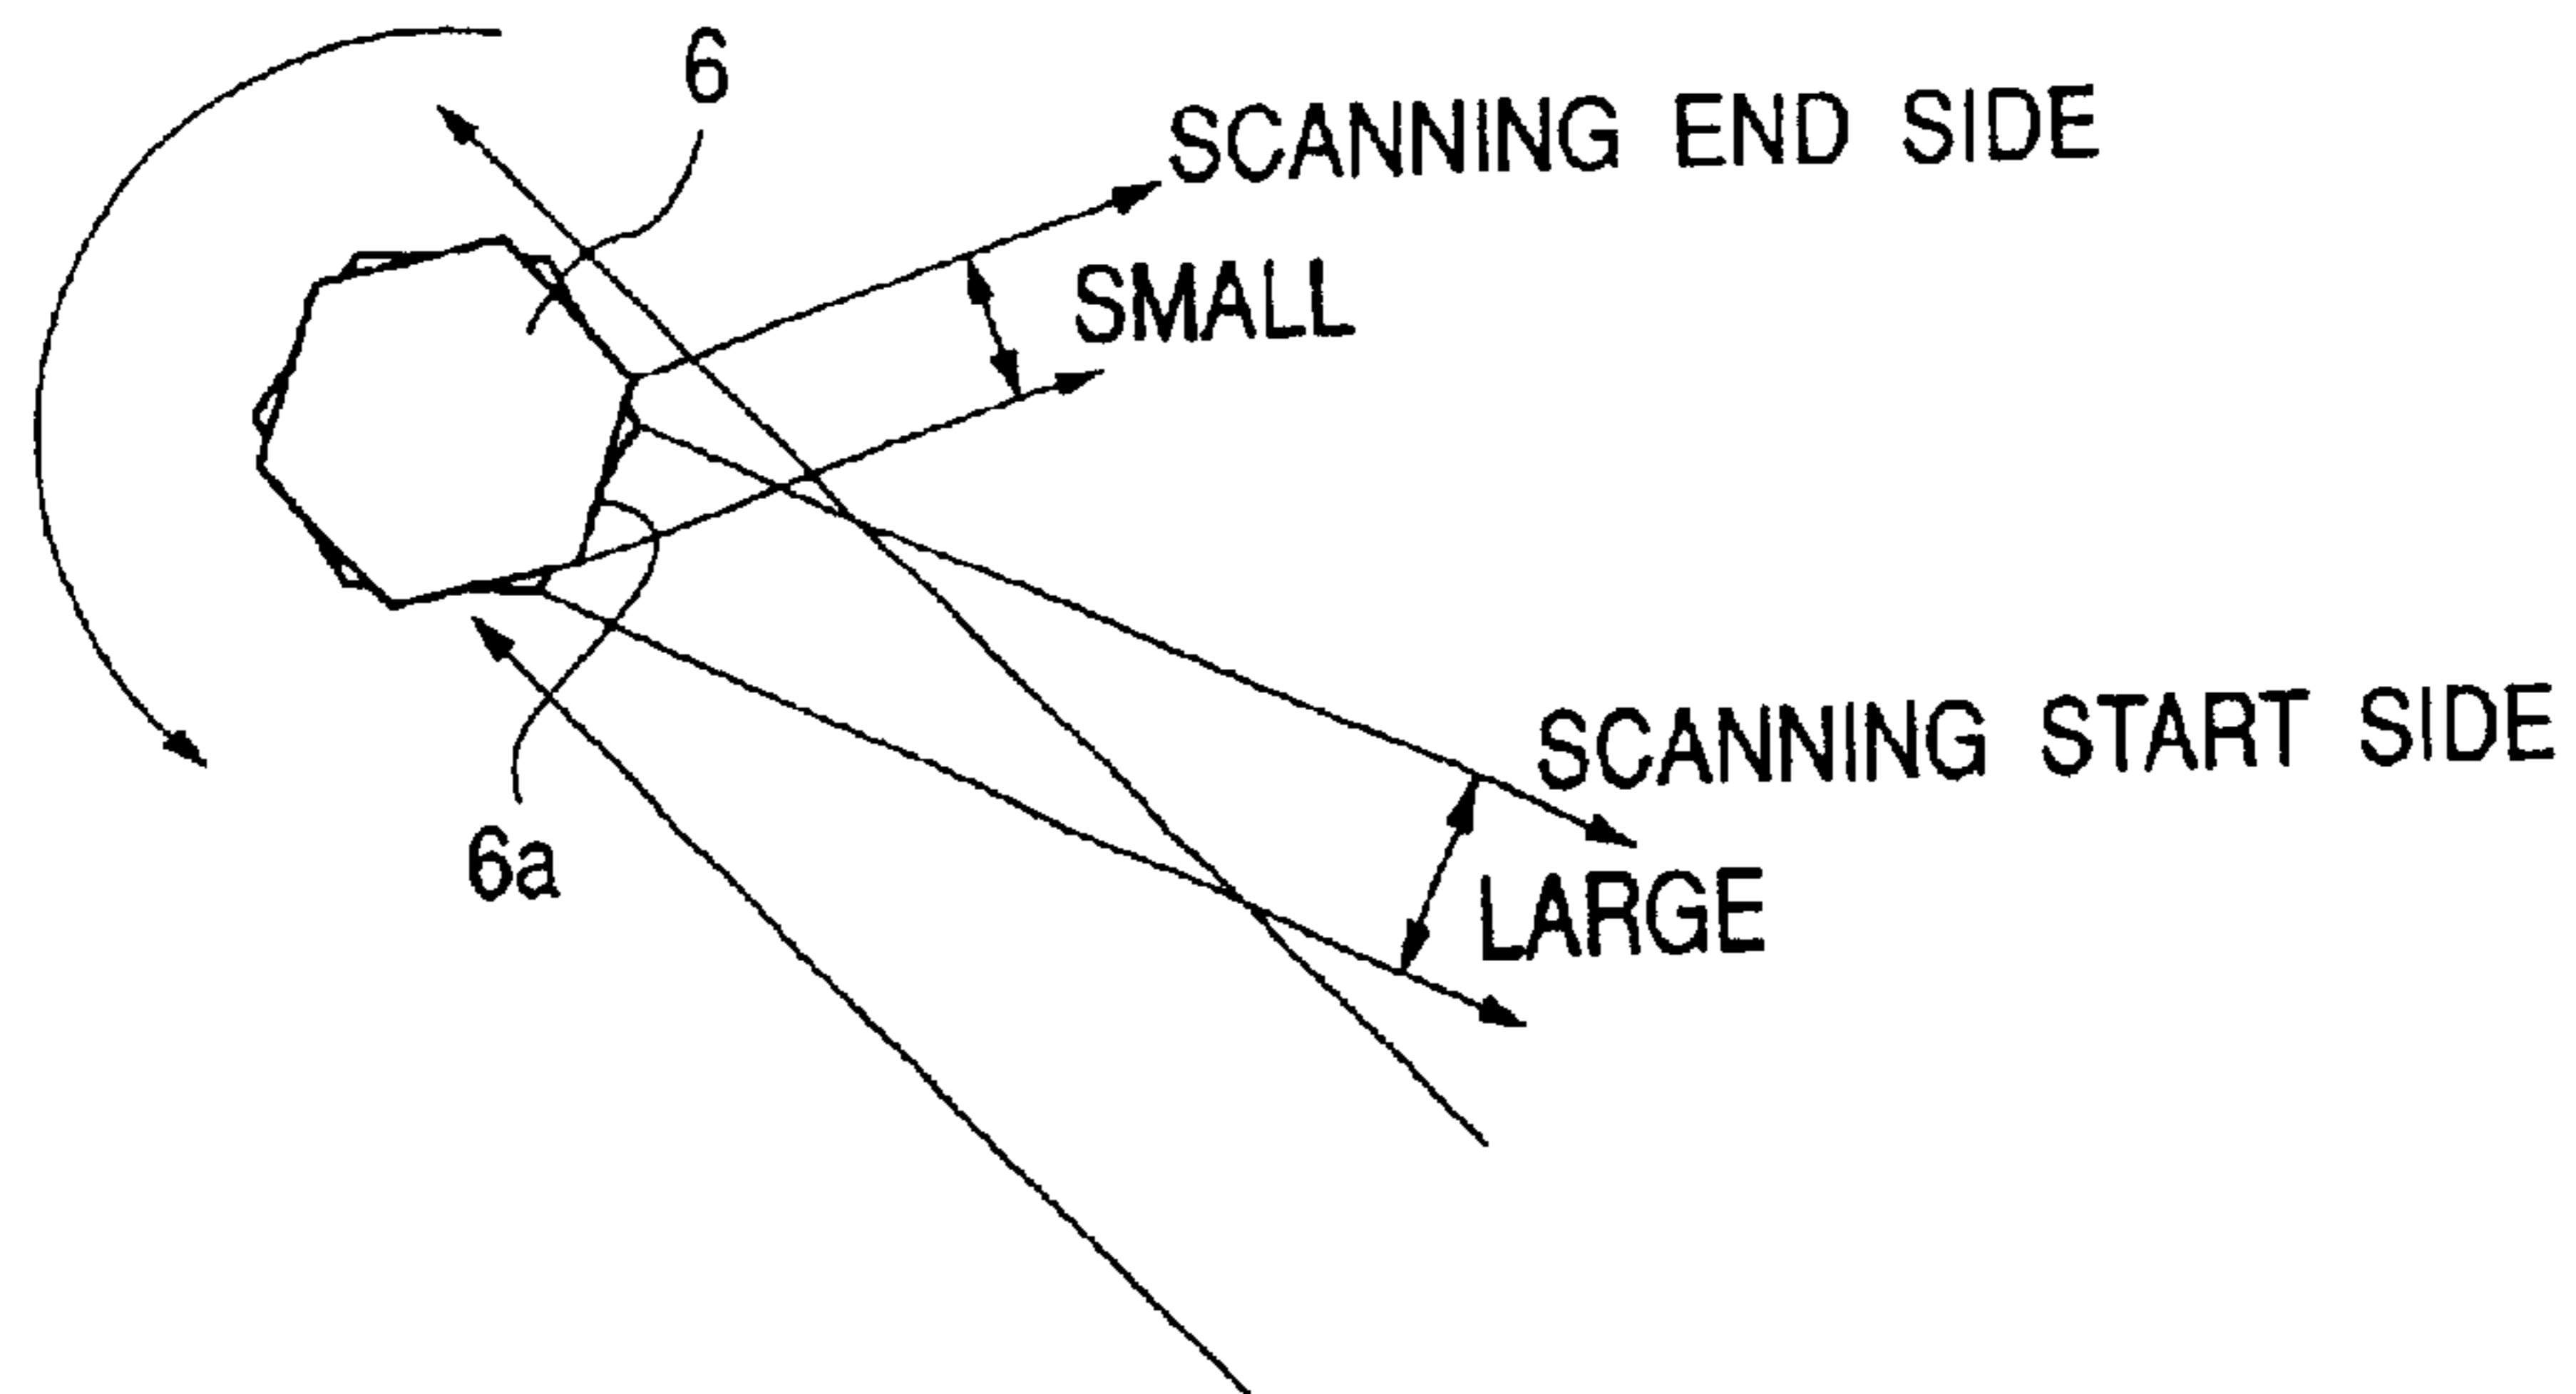 6
SCANNING END SIDE
SMALL
SCANNING START SIDE
LARGE
6a